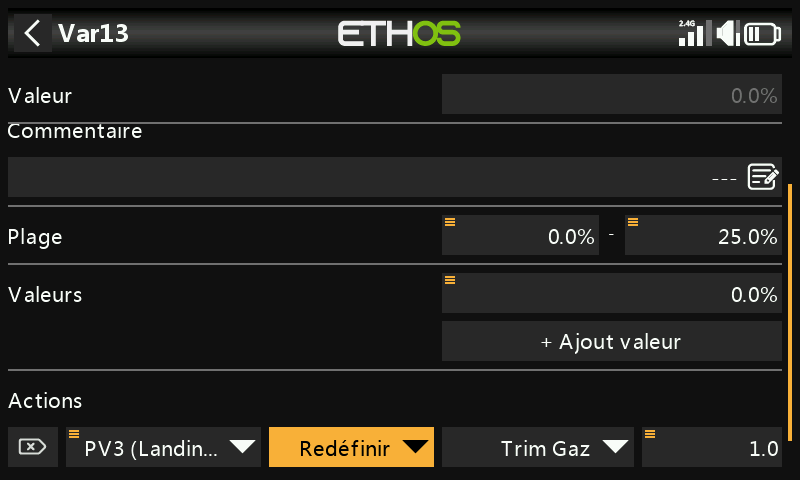 Var13 ETHOS 2.4G
Valeur 0.0%
Commentaire
---
Plage 0.0% - 25.0%
Valeurs 0.0%
+ Ajout valeur
Actions
PV3 (Landin... Redéfinir Trim Gaz 1.0